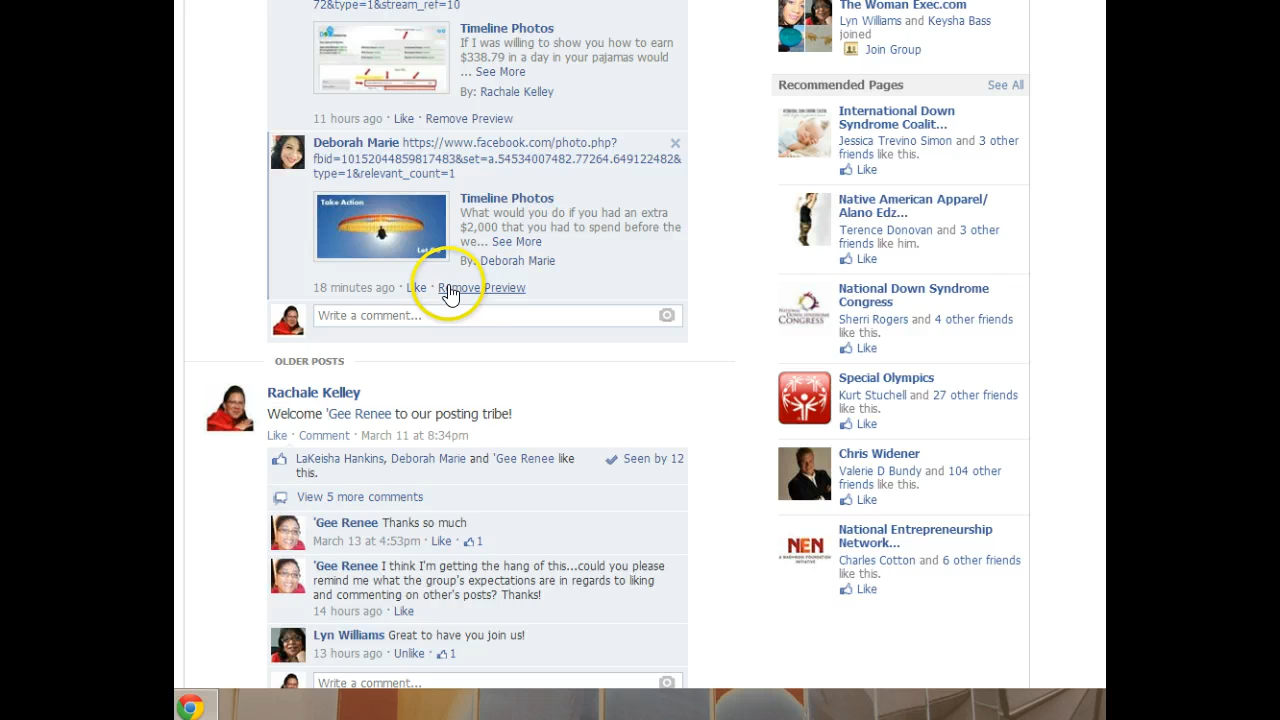 72&type=1&stream_ref=10
Timeline Photos
If I was willing to show you how to earn
$338.79 in a day in your pajamas would
... See More
By: Rachale Kelley
11 hours ago · Like · Remove Preview
Deborah Marie https://www.facebook.com/photo.php?
fbid=10152044859817483&set=a.54534007482.77264.649122482&
type=1&relevant_count=1
Take Action
Let
Timeline Photos
What would you do if you had an extra
$2,000 that you had to spend before the
we... See More
By: Deborah Marie
18 minutes ago · Like · Remove Preview
Write a comment...
OLDER POSTS
Rachale Kelley
Welcome 'Gee Renee to our posting tribe!
Like · Comment · March 11 at 8:34pm
LaKeisha Hankins, Deborah Marie and 'Gee Renee like
this.
Seen by 12
View 5 more comments
'Gee Renee Thanks so much
March 13 at 4:53pm · Like · 1
'Gee Renee I think I'm getting the hang of this...could you please
remind me what the group's expectations are in regards to liking
and commenting on other's posts? Thanks!
14 hours ago · Like
Lyn Williams Great to have you join us!
13 hours ago · Unlike · 1
Write a comment...
The Woman Exec.com
Lyn Williams and Keysha Bass
joined
Join Group
Recommended Pages
See All
International Down
Syndrome Coalit...
Jessica Trevino Simon and 3 other
friends like this.
Like
Native American Apparel/
Alano Edz...
Terence Donovan and 3 other
friends like him.
Like
National Down Syndrome
Congress
Sherri Rogers and 4 other friends
like this.
Like
NATIONAL DOWN SYNDROME
CONGRESS
Special Olympics
Kurt Stuchell and 27 other friends
like this.
Like
Chris Widener
Valerie D Bundy and 104 other
friends like this.
Like
National Entrepreneurship
Network...
Charles Cotton and 6 other friends
like this.
Like
NEN